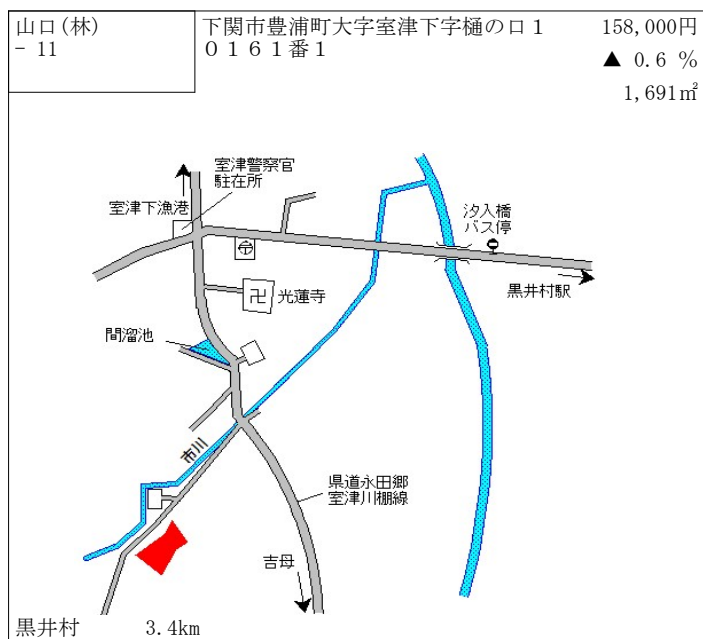 山口(林)
- 11
下関市豊浦町大字室津下字樋の口１
０１６１番１
158,000円
▲ 0.6 %
1,691㎡
室津警察官
駐在所
室津下漁港
汐入橋
バス停
黒井村駅
光蓮寺
間溜池
市川
県道永田郷
室津川棚線
吉母
黒井村 3.4km